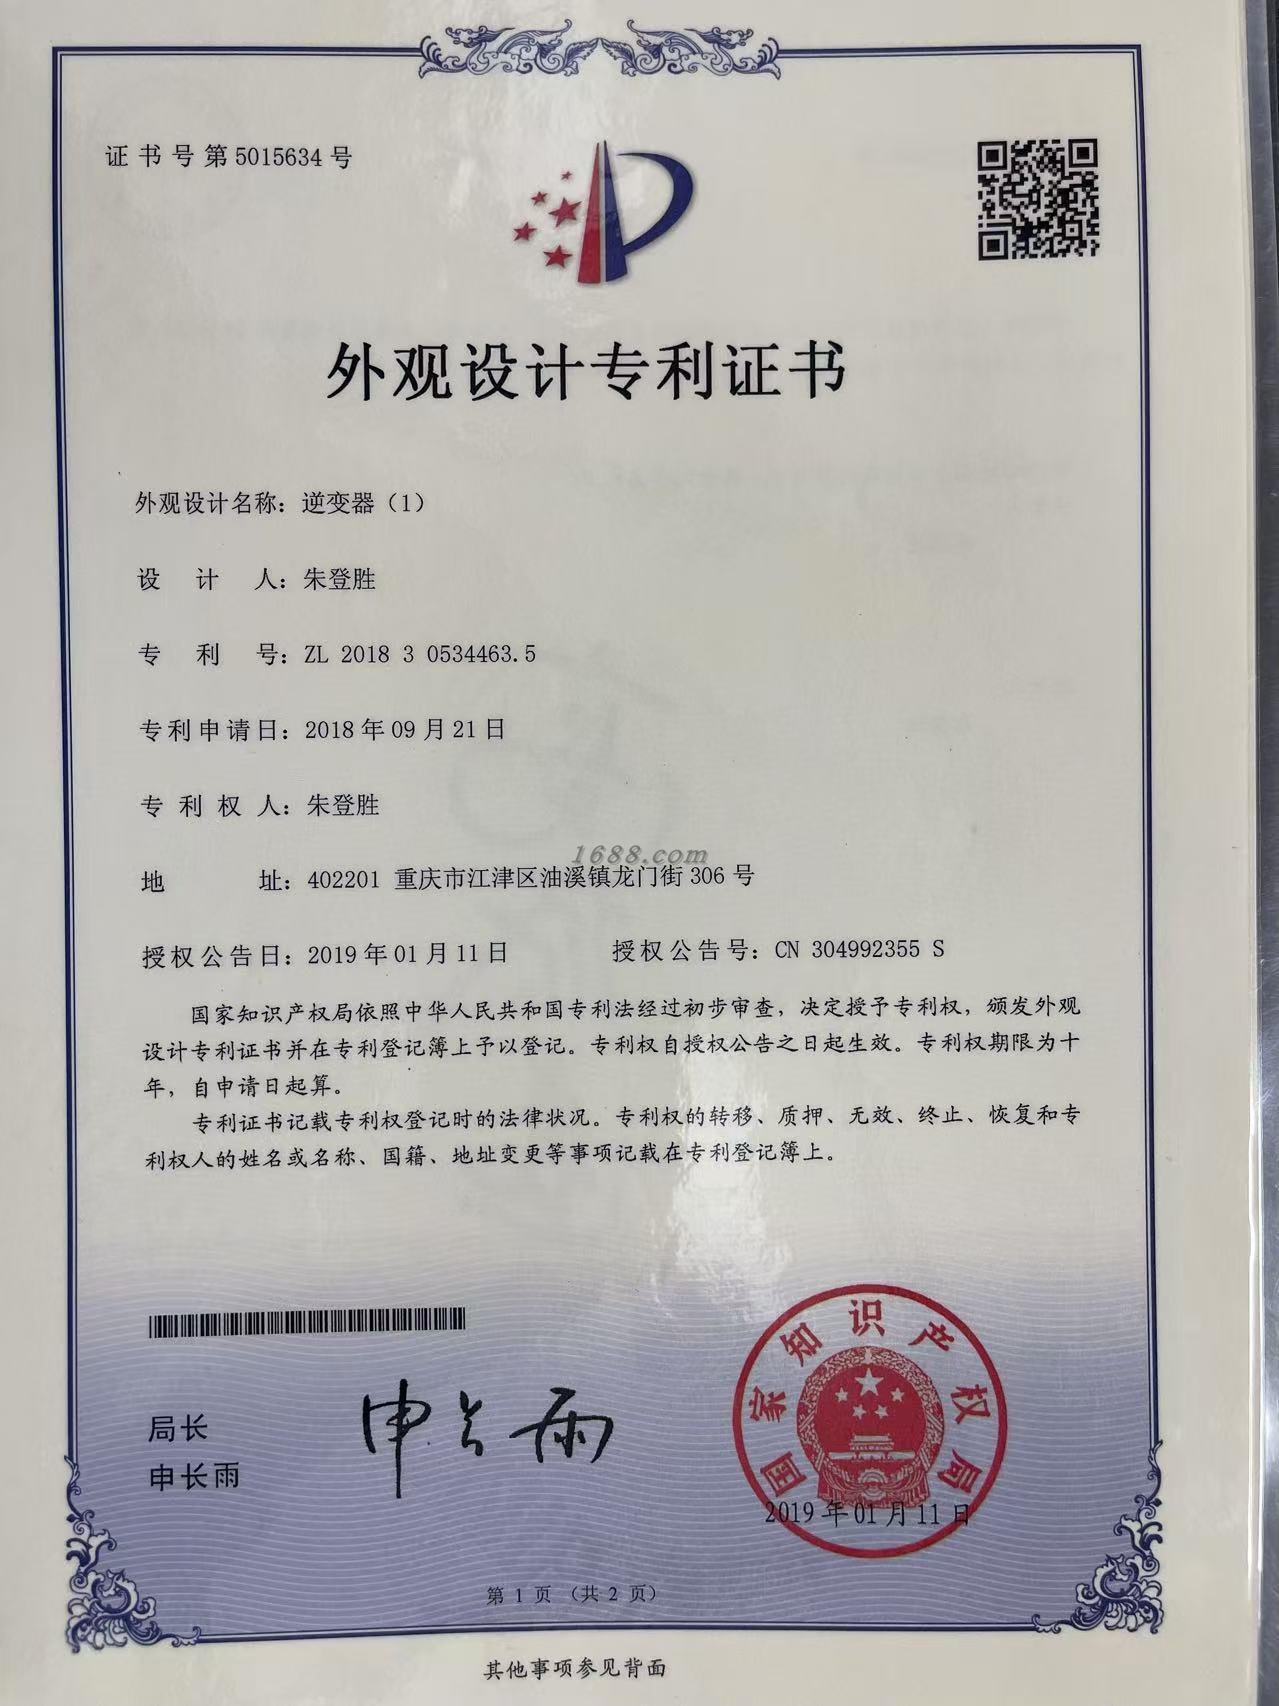 证书号第5015634号
外观设计专利证书
外观设计名称：逆变器（1）
设计人：朱登胜
专利号：ZL 2018 3 0534463.5
专利申请日：2018年09月21日
专利权人：朱登胜
1688.com
地址：402201 重庆市江津区油溪镇龙门街306号
授权公告日：2019年01月11日 授权公告号：CN 304992355 S
国家知识产权局依照中华人民共和国专利法经过初步审查，决定授予专利权，颁发外观
设计专利证书并在专利登记簿上予以登记。专利权自授权公告之日起生效。专利权期限为十
年，自申请日起算。
专利证书记载专利权登记时的法律状况。专利权的转移、质押、无效、终止、恢复和专
利权人的姓名或名称、国籍、地址变更等事项记载在专利登记簿上。
局长
申长雨
申长雨
国家知识产权局
2019年01月11日
第 1 页 （共 2 页）
其他事项参见背面